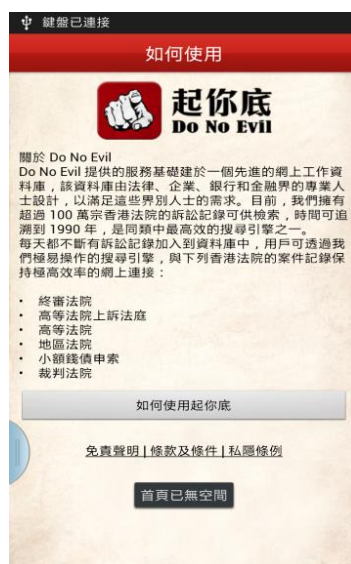 鍵盤已連接
如何使用
起你底
Do No Evil
關於 Do No Evil
Do No Evil 提供的服務基礎建於一個先進的網上工作資
料庫，該資料庫由法律、企業、銀行和金融界的專業人
士設計，以滿足這些界別人士的需求。目前，我們擁有
超過 100 萬宗香港法院的訴訟記錄可供檢索，時間可追
溯到 1990 年，是同類中最高效的搜尋引擎之一。
每天都不斷有訴訟記錄加入到資料庫中，用戶可透過我
們極易操作的搜尋引擎，與下列香港法院的案件記錄保
持極高效率的網上連接：
· 終審法院
· 高等法院上訴法庭
· 高等法院
· 地區法院
· 小額錢債申索
· 裁判法院
如何使用起你底
免責聲明 | 條款及條件 | 私隱條例
首頁已無空間